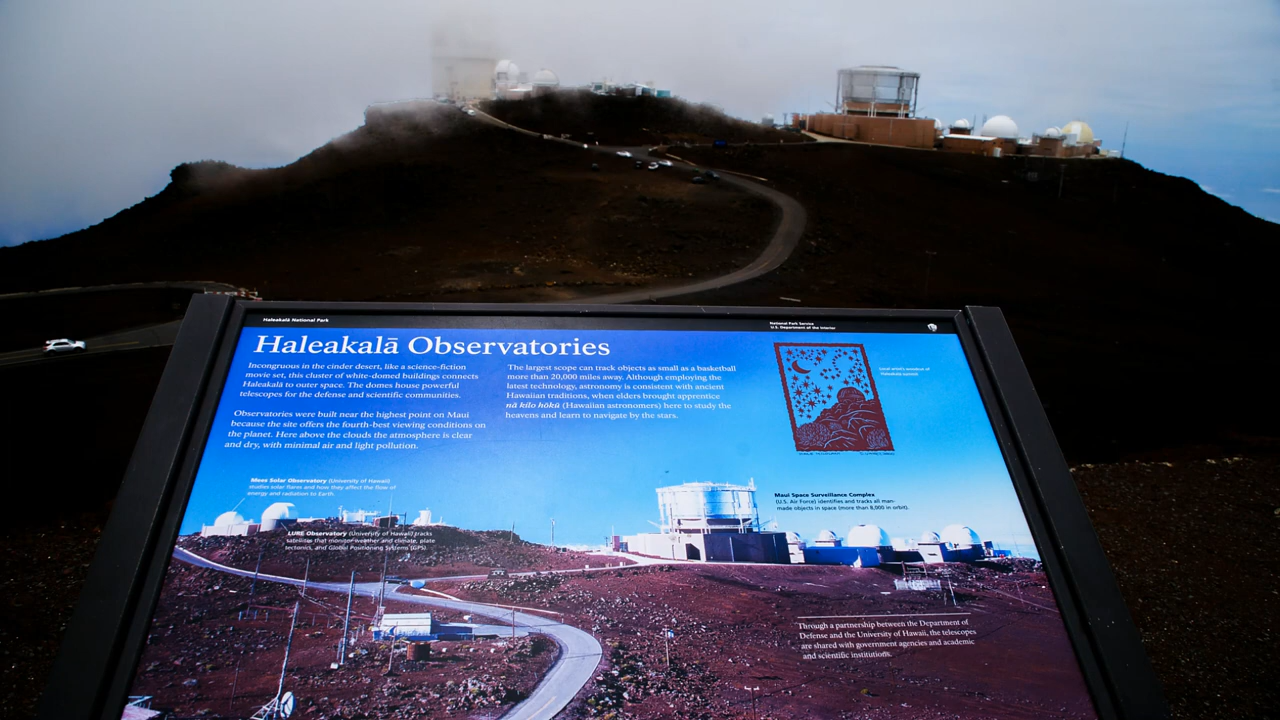 Haleakalā National Park
National Park Service
U.S. Department of the Interior
Haleakalā Observatories
Incongruous in the cinder desert, like a science-fiction
movie set, this cluster of white-domed buildings connects
Haleakalā to outer space. The domes house powerful
telescopes for the defense and scientific communities.
Observatories were built near the highest point on Maui
because the site offers the fourth-best viewing conditions on
the planet. Here above the clouds the atmosphere is clear
and dry, with minimal air and light pollution.
The largest scope can track objects as small as a basketball
more than 20,000 miles away. Although employing the
latest technology, astronomy is consistent with ancient
Hawaiian traditions, when elders brought apprentice
nā kilo hōkū (Hawaiian astronomers) here to study the
heavens and learn to navigate by the stars.
Local artist's woodcut of
Haleakalā summit
Mees Solar Observatory (University of Hawaii)
studies solar flares and how they affect the flow of
energy and radiation to Earth.
LURE Observatory (University of Hawaii) tracks
satellites that monitor weather and climate, plate
tectonics, and Global Positioning Systems (GPS).
Maui Space Surveillance Complex
(U.S. Air Force) identifies and tracks all man-
made objects in space (more than 8,000 in orbit).
Through a partnership between the Department of
Defense and the University of Hawaii, the telescopes
are shared with government agencies and academic
and scientific institutions.